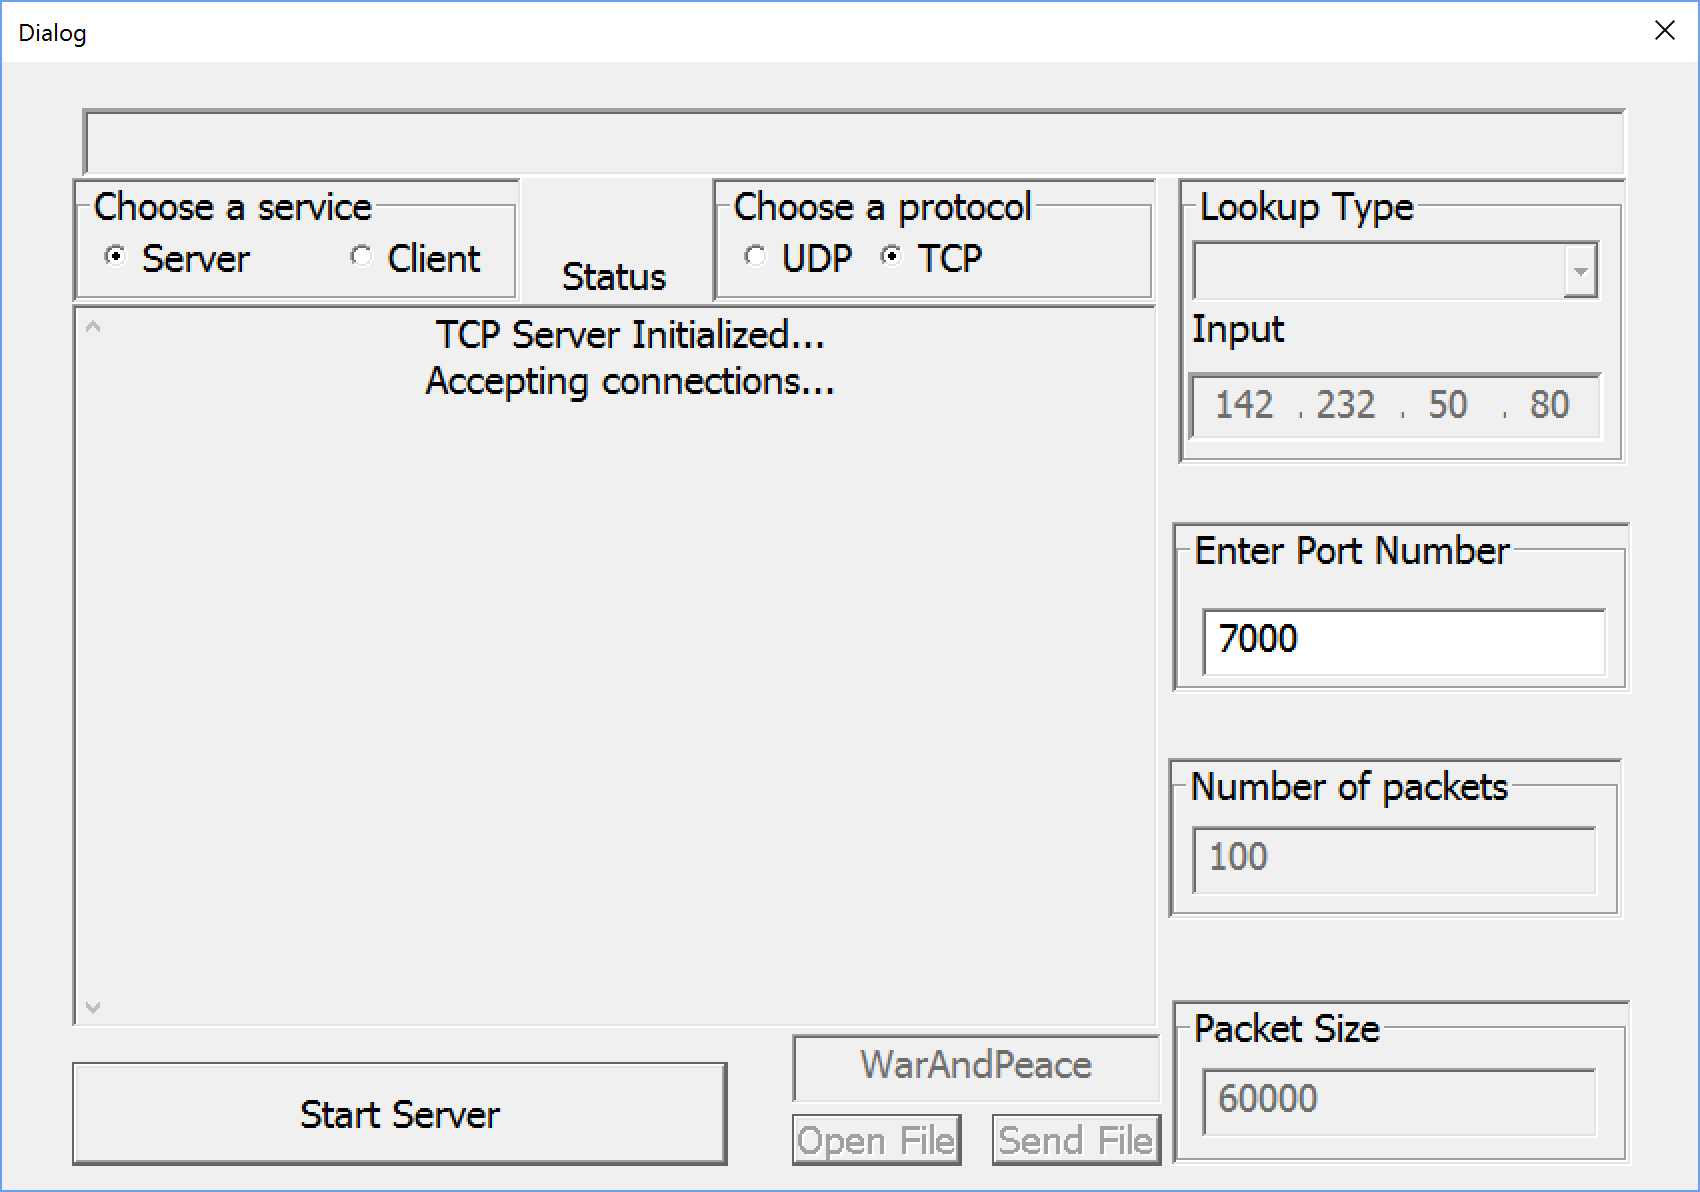 Dialog
Choose a service
Server Client
Status
Choose a protocol
UDP TCP
Lookup Type
Input
142 . 232 . 50 . 80
TCP Server Initialized...
Accepting connections...
Enter Port Number
7000
Number of packets
100
Packet Size
60000
WarAndPeace
Start Server
Open File Send File